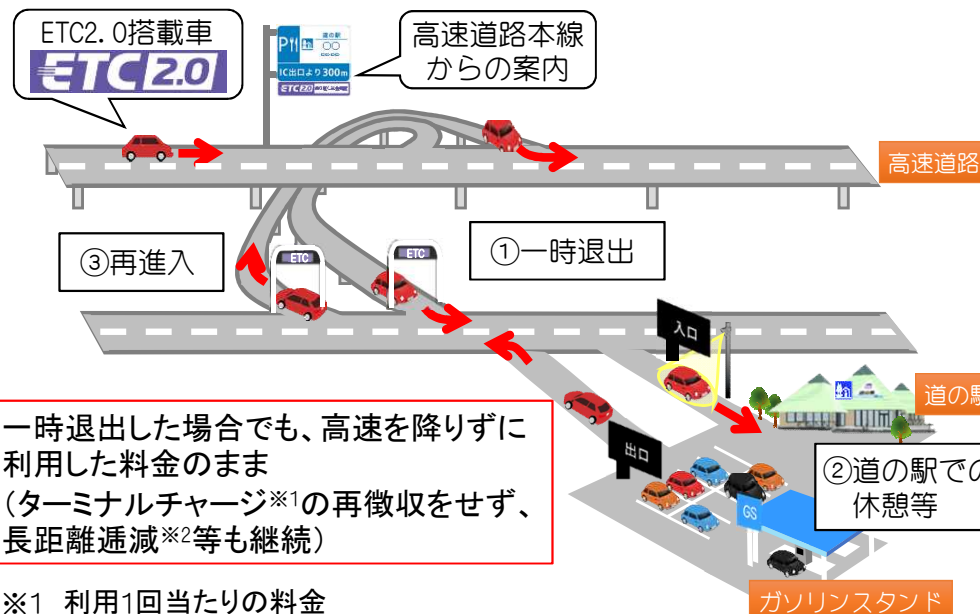 ETC2.0搭載車
ETC2.0
P
道の駅
○○
IC出口より300m
ETC2.0
高速道路本線
からの案内
高速道路
③再進入
ETC
ETC
①一時退出
入口
道の駅
出口
②道の駅での
休憩等
GS
一時退出した場合でも、高速を降りずに
利用した料金のまま
(ターミナルチャージ※1の再徴収をせず、
長距離逓減※2等も継続)
※1 利用1回当たりの料金
ガソリンスタンド